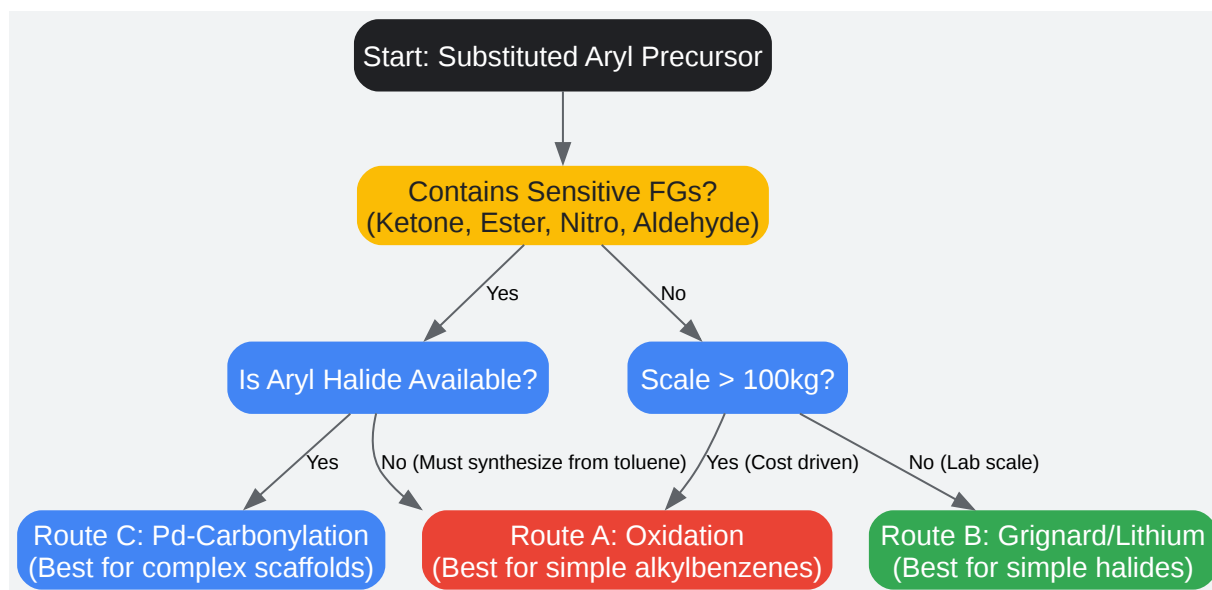 Start: Substituted Aryl Precursor
Contains Sensitive FGs?
(Ketone, Ester, Nitro, Aldehyde)
Yes
No
Is Aryl Halide Available?
Scale > 100kg?
Yes
No (Must synthesize from toluene)
Yes (Cost driven)
No (Lab scale)
Route C: Pd-Carbonylation
(Best for complex scaffolds)
Route A: Oxidation
(Best for simple alkylbenzenes)
Route B: Grignard/Lithium
(Best for simple halides)